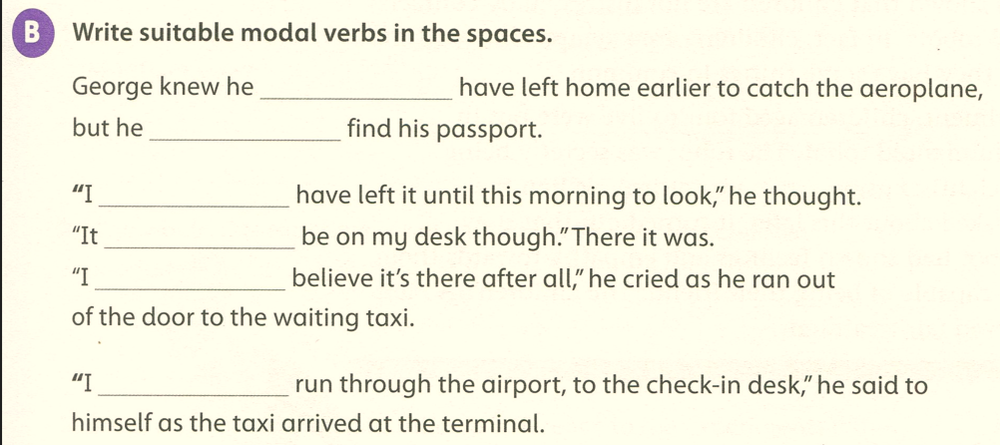 B Write suitable modal verbs in the spaces.
George knew he _______________ have left home earlier to catch the aeroplane,
but he _______________ find his passport.
“I _______________ have left it until this morning to look,” he thought.
“It _______________ be on my desk though.” There it was.
“I _______________ believe it’s there after all,” he cried as he ran out
of the door to the waiting taxi.
“I _______________ run through the airport, to the check-in desk,” he said to
himself as the taxi arrived at the terminal.